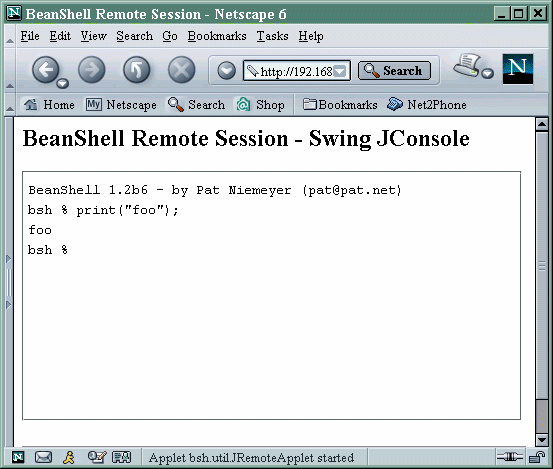 BeanShell Remote Session - Netscape 6
File Edit View Search Go Bookmarks Tasks Help
http://192.168 Search N
Home My Netscape Search Shop Bookmarks Net2Phone
BeanShell Remote Session - Swing JConsole
BeanShell 1.2b6 - by Pat Niemeyer (pat@pat.net)
bsh % print("foo");
foo
bsh %
Applet bsh.util.JRemoteApplet started